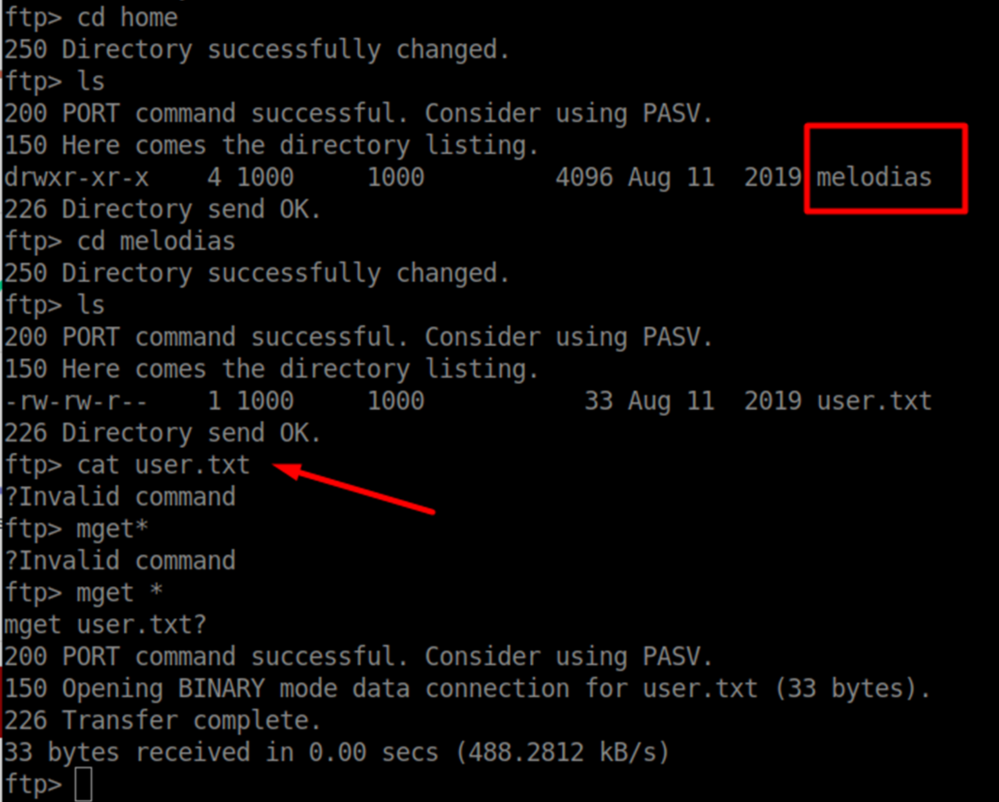 ftp> cd home
250 Directory successfully changed.
ftp> ls
200 PORT command successful. Consider using PASV.
150 Here comes the directory listing.
drwxr-xr-x    4 1000     1000         4096 Aug 11  2019 melodias
226 Directory send OK.
ftp> cd melodias
250 Directory successfully changed.
ftp> ls
200 PORT command successful. Consider using PASV.
150 Here comes the directory listing.
-rw-rw-r--    1 1000     1000           33 Aug 11  2019 user.txt
226 Directory send OK.
ftp> cat user.txt
?Invalid command
ftp> mget*
?Invalid command
ftp> mget *
mget user.txt?
200 PORT command successful. Consider using PASV.
150 Opening BINARY mode data connection for user.txt (33 bytes).
226 Transfer complete.
33 bytes received in 0.00 secs (488.2812 kB/s)
ftp>